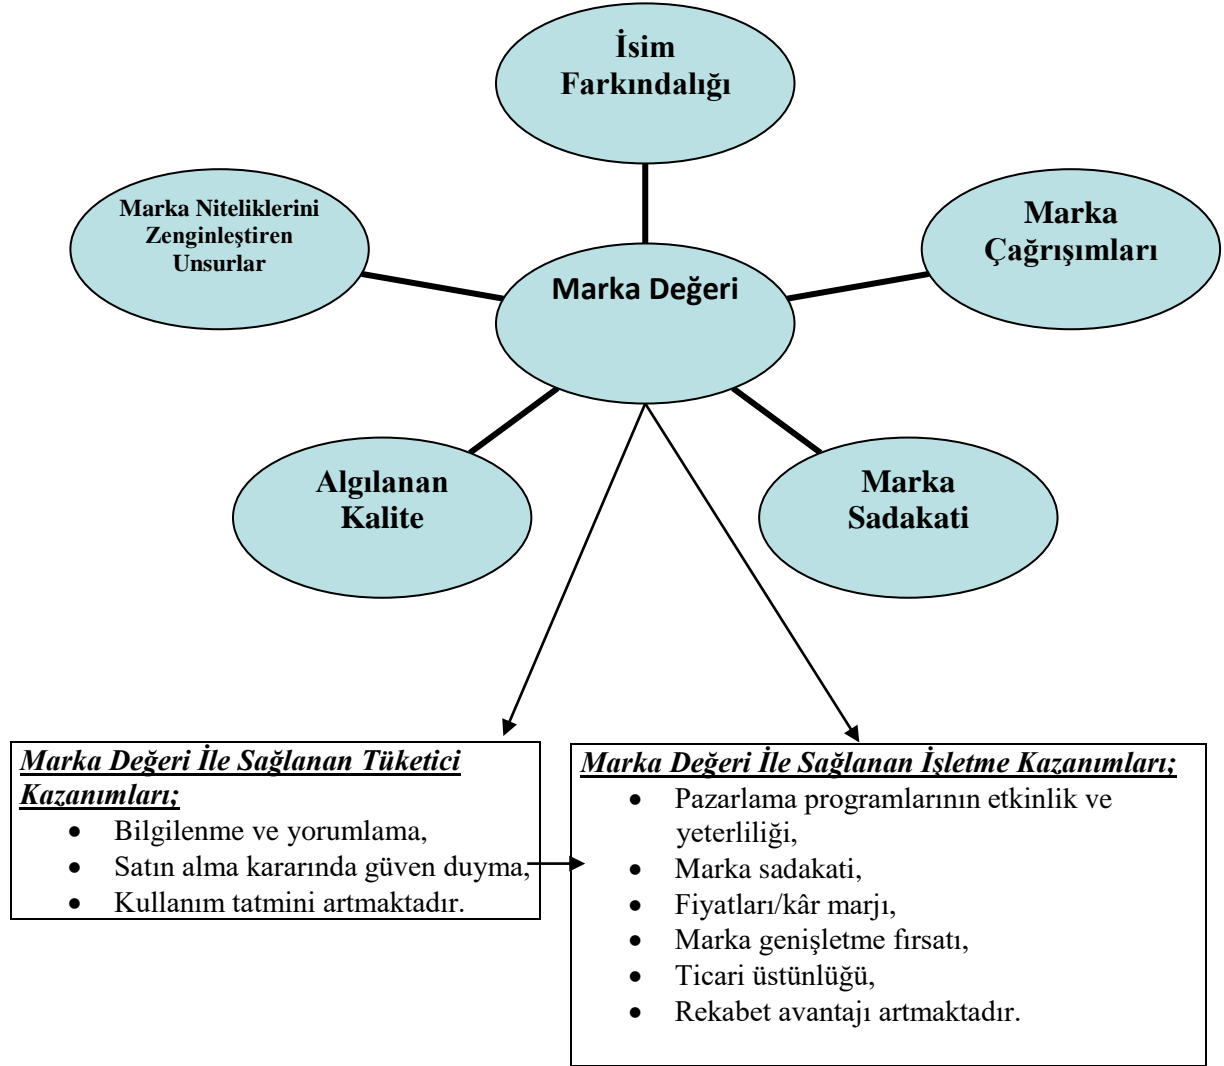 İsim
Farkındalığı
Marka Niteliklerini
Zenginleştiren
Unsurlar
Marka
Çağrışımları
Marka Değeri
Algılanan
Kalite
Marka
Sadakati
Marka Değeri İle Sağlanan Tüketici
Kazanımları;
• Bilgilenme ve yorumlama,
• Satın alma kararında güven duyma,
• Kullanım tatmini artmaktadır.
Marka Değeri İle Sağlanan İşletme Kazanımları;
• Pazarlama programlarının etkinlik ve
yeterliliği,
• Marka sadakati,
• Fiyatları/kâr marjı,
• Marka genişletme fırsatı,
• Ticari üstünlüğü,
• Rekabet avantajı artmaktadır.